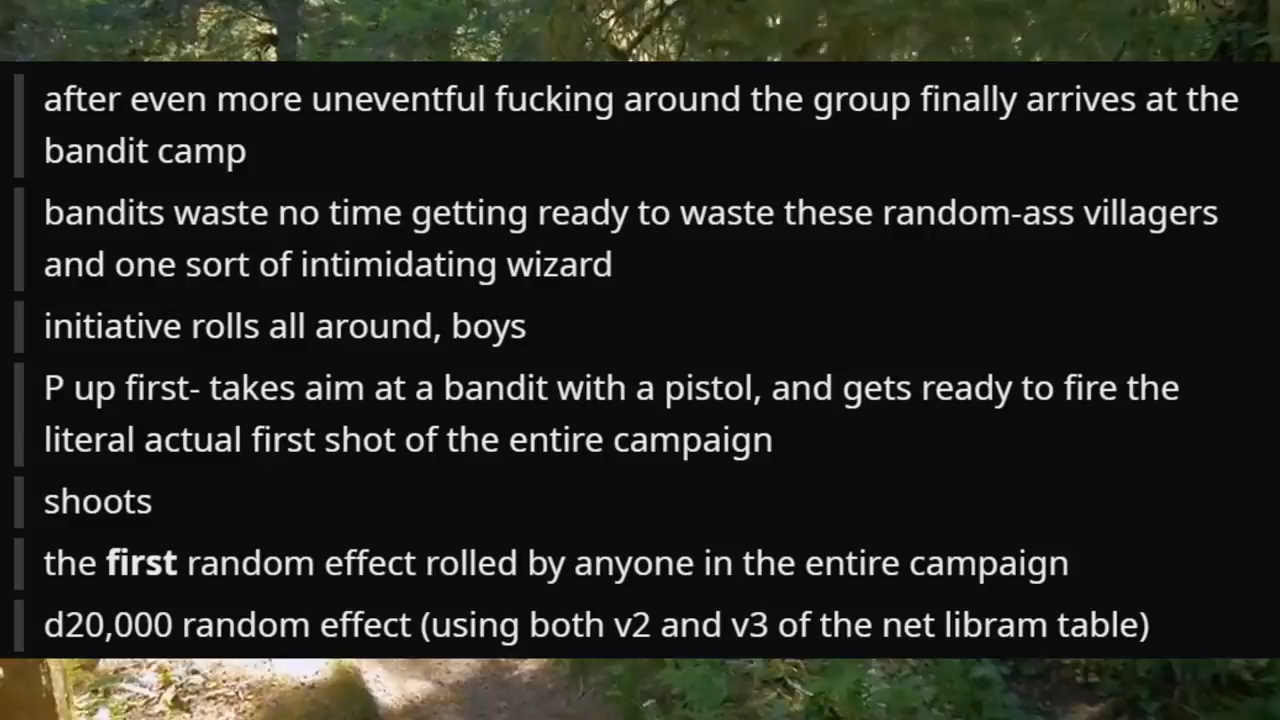 after even more uneventful fucking around the group finally arrives at the
bandit camp
bandits waste no time getting ready to waste these random-ass villagers
and one sort of intimidating wizard
initiative rolls all around, boys
P up first- takes aim at a bandit with a pistol, and gets ready to fire the
literal actual first shot of the entire campaign
shoots
the first random effect rolled by anyone in the entire campaign
d20,000 random effect (using both v2 and v3 of the net libram table)